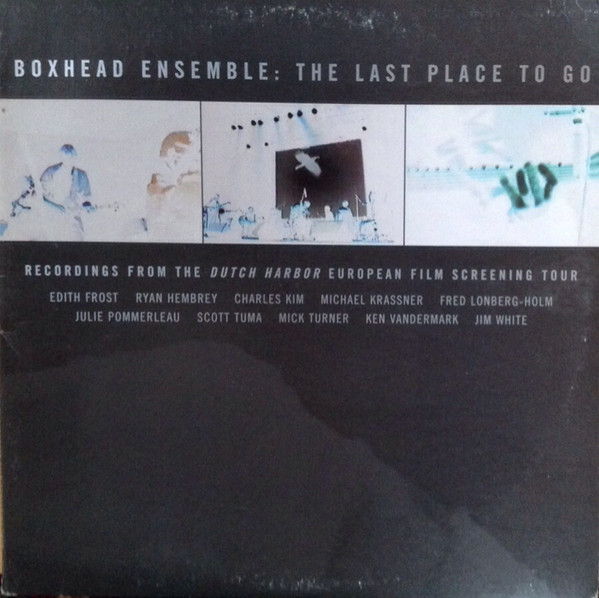 BOXHEAD ENSEMBLE: THE LAST PLACE TO GO
RECORDINGS FROM THE DUTCH HARBOR EUROPEAN FILM SCREENING TOUR
EDITH FROST RYAN HEMBREY CHARLES KIM MICHAEL KRASSNER FRED LONBERG-HOLM
JULIE POMMERLEAU SCOTT TUMA MICK TURNER KEN VANDERMARK JIM WHITE